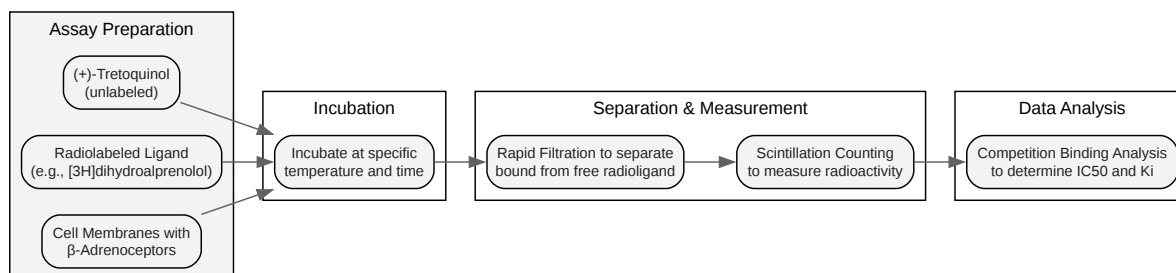 Assay Preparation
(+)-Tretoquinol
(unlabeled)
Radiolabeled Ligand
(e.g., [3H]dihydroalprenolol)
Cell Membranes with
β-Adrenoceptors
Incubation
Incubate at specific
temperature and time
Separation & Measurement
Rapid Filtration to separate
bound from free radioligand
Scintillation Counting
to measure radioactivity
Data Analysis
Competition Binding Analysis
to determine IC50 and Ki